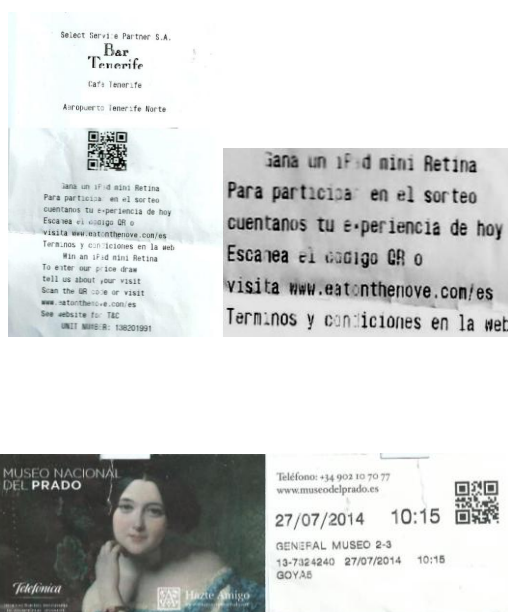 Select Servi e Partner S.A.
Bar
Tenerife
Cafe Tenerife
Aeropuerto Tenerife Norte
Gana un iPad mini Retina
Para participa en el sorteo
cuentanos tu e periencia de hoy
Escanea el codigo QR o
visita www.eatonthemove.com/es
Terminos y condiciones en la web
Win an iPad mini Retina
To enter our price draw
tell us about your visit
Scan the QR code or visit
www.eatonthemove.com/es
See website for T&C
UNIT NUMBER: 138201991
Gana un iPad mini Retina
Para participa en el sorteo
cuentanos tu e periencia de hoy
Escanea el codigo QR o
visita www.eatonthemove.com/es
Terminos y condiciones en la web
MUSEO NACIONAL
DEL PRADO
Telefónica
Hazte Amigo
Teléfono: +34 902 10 70 77
www.museodelprado.es
27/07/2014 10:15
GENERAL MUSEO 2-3
13-7324240 27/07/2014 10:15
GOYA5